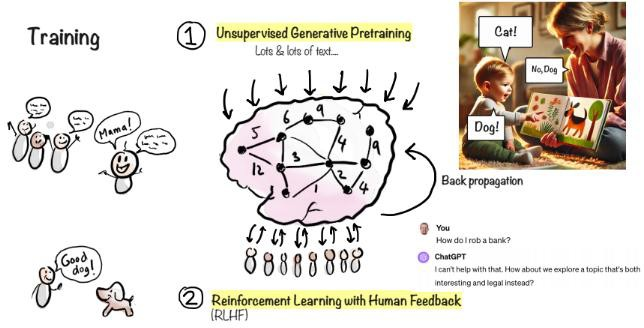 Training
1 Unsupervised Generative Pretraining
Lots & lots of text....
Cat!
No, Dog
Dog!
Mama!
5
6
9
1
4
9
12
3
2
4
1
Back propagation
You
How do I rob a bank?
ChatGPT
I can't help with that. How about we explore a topic that's both
interesting and legal instead?
Good
dog!
2 Reinforcement Learning with Human Feedback
(RLHF)